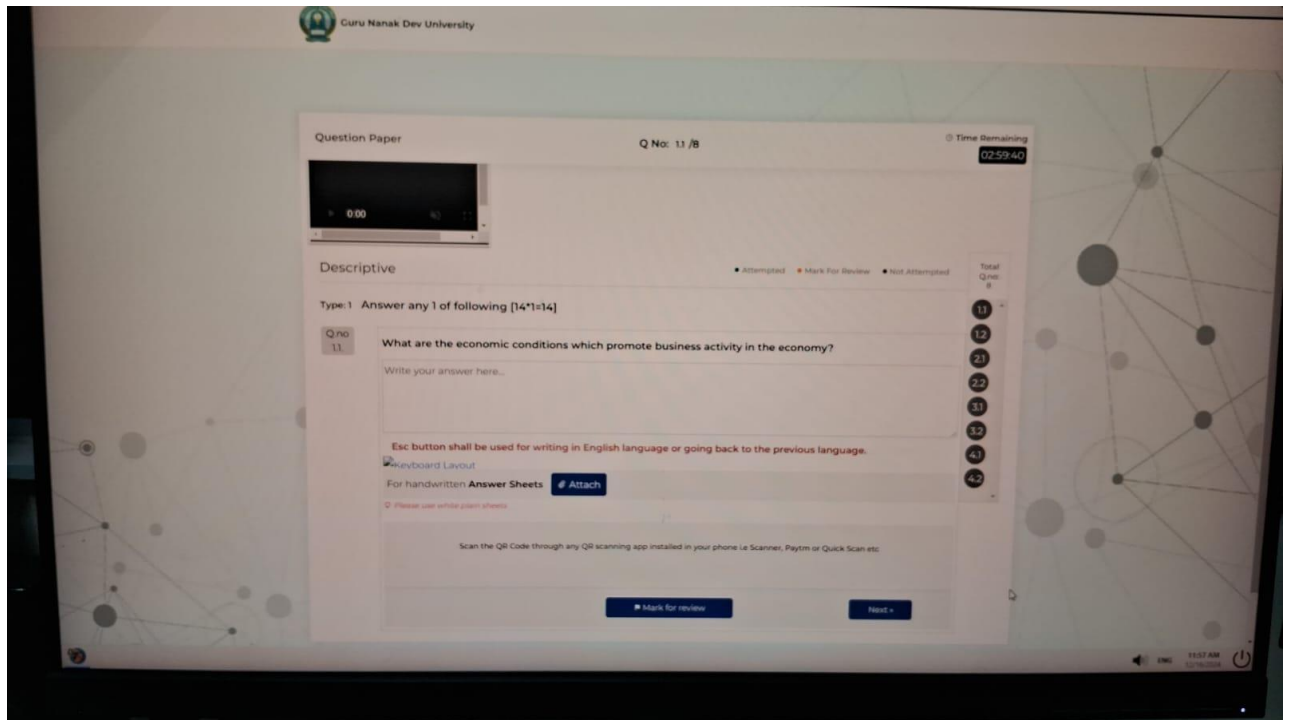 Guru Nanak Dev University
Question Paper
Q No: 1.1 /8
Time Remaining
02:59:40
0:00
Descriptive
Attempted
Mark For Review
Not Attempted
Total
Q.no:
8
Type: 1 Answer any 1 of following [14*1=14]
Q.no
1.1.
What are the economic conditions which promote business activity in the economy?
Write your answer here...
1.1
1.2
2.1
2.2
3.1
3.2
4.1
4.2
Esc button shall be used for writing in English language or going back to the previous language.
Keyboard Layout
For handwritten Answer Sheets
Attach
Please use white plain sheets
Scan the QR Code through any QR scanning app installed in your phone i.e Scanner, Paytm or Quick Scan etc
Mark for review
Next »
ENG
11:57 AM